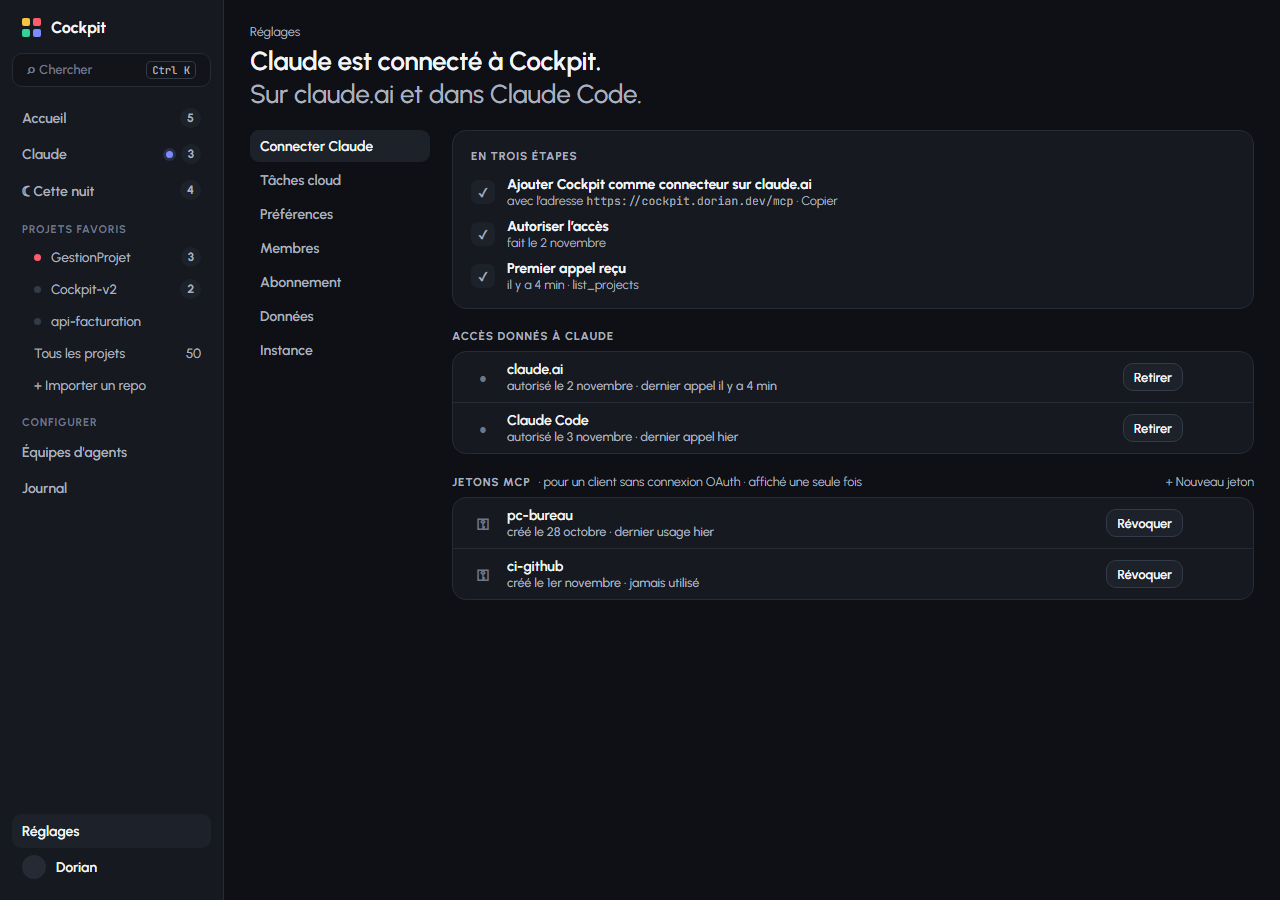 Cockpit
Chercher Ctrl K
Accueil 5
Claude 3
Cette nuit 4
PROJETS FAVORIS
GestionProjet 3
Cockpit-v2 2
api-facturation
Tous les projets 50
+ Importer un repo
CONFIGURER
Équipes d'agents
Journal
Réglages
Dorian
Réglages
Claude est connecté à Cockpit.
Sur claude.ai et dans Claude Code.
Connecter Claude
Tâches cloud
Préférences
Membres
Abonnement
Données
Instance
EN TROIS ÉTAPES
✓ Ajouter Cockpit comme connecteur sur claude.ai
avec l'adresse https://cockpit.dorian.dev/mcp · Copier
✓ Autoriser l'accès
fait le 2 novembre
✓ Premier appel reçu
il y a 4 min · list_projects
ACCÈS DONNÉS À CLAUDE
claude.ai
autorisé le 2 novembre · dernier appel il y a 4 min
Retirer
Claude Code
autorisé le 3 novembre · dernier appel hier
Retirer
JETONS MCP · pour un client sans connexion OAuth · affiché une seule fois + Nouveau jeton
pc-bureau
créé le 28 octobre · dernier usage hier
Révoquer
ci-github
créé le 1er novembre · jamais utilisé
Révoquer